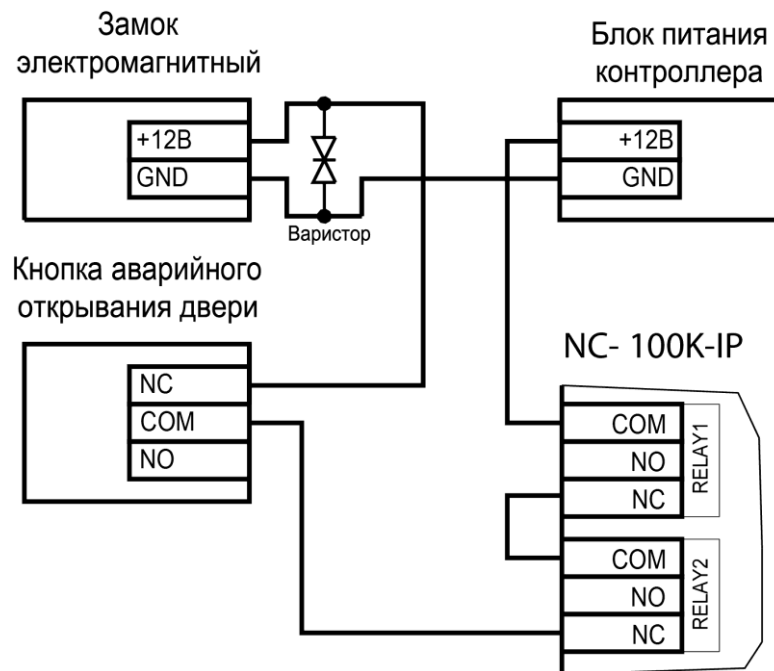 Замок
электромагнитный
+12В
GND
Варистор
Блок питания
контроллера
+12В
GND
Кнопка аварийного
открывания двери
NC
COM
NO
NC- 100K-IP
COM
NO
NC
RELAY1
COM
NO
NC
RELAY2